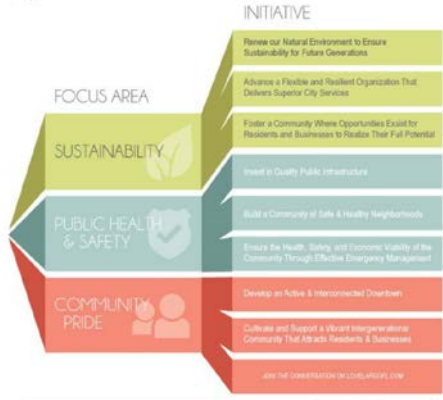 INITIATIVE
Renew our Natural Environment to Ensure
Sustainability for Future Generations
FOCUS AREA
Advance a Flexible and Resilient Organization That
Delivers Superior City Services
SUSTAINABILITY
Foster a Community Where Opportunities Exsist for
Residents and Businesses to Realize Their Full Potential
Invest in Quality Public Infrastructure
PUBLIC HEALTH
& SAFETY
Build a Community of Safe & Healthy Neighborhoods
Ensure the Health, Safety, and Economic Viability of the
Community Through Effective Emergency Management
COMMUNITY
PRIDE
Develop an Active & Interconnected Downtown
Cultivate and Support a Vibrant Intergenerational
Community That Attracts Residents & Businesses
JOIN THE CONVERSATION ON